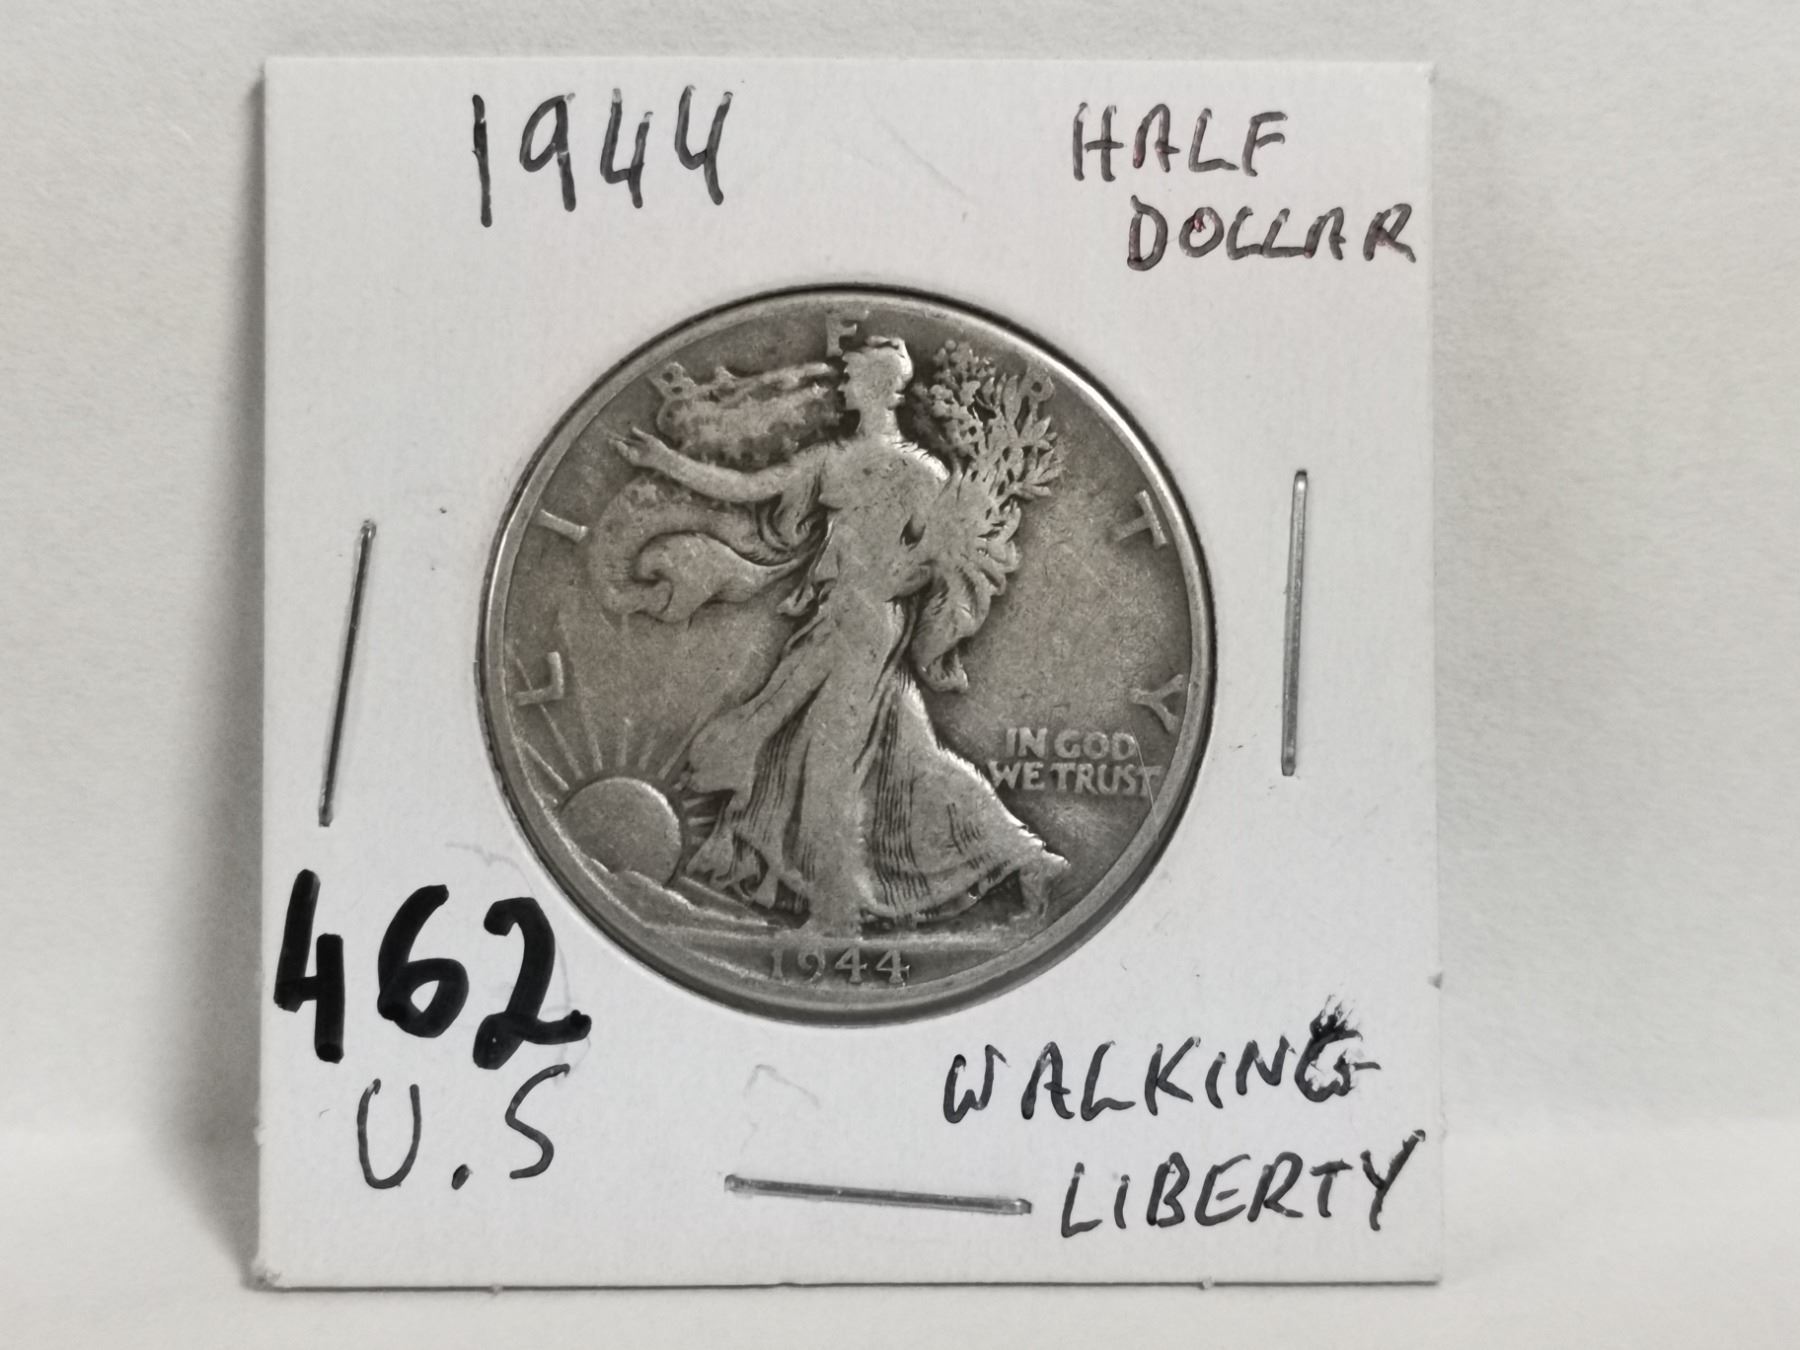 1944
HALF
DOLLAR
LIBERTY
IN GOD
WE TRUST
1944
462
U.S
WALKING
LIBERTY